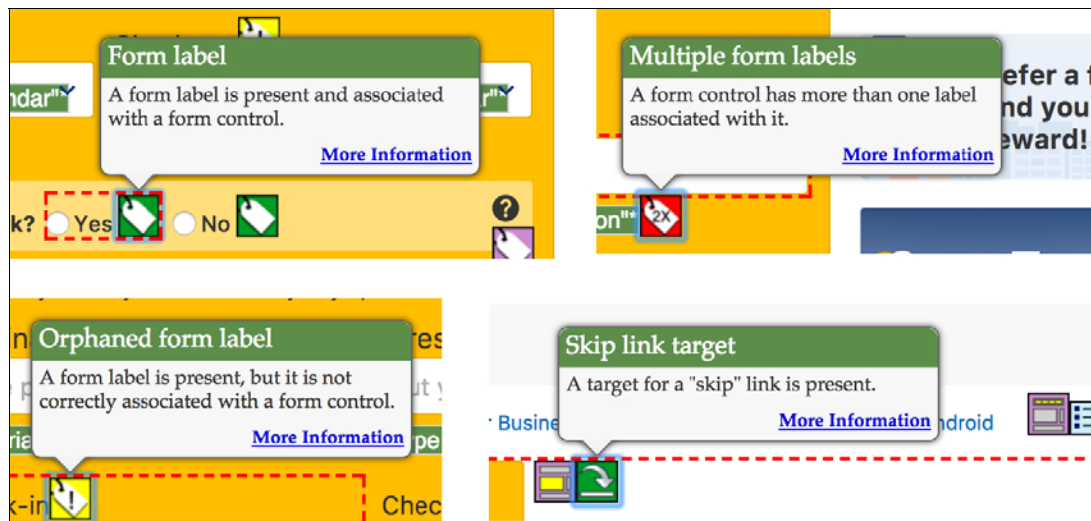 Form label
A form label is present and associated
with a form control.
More Information
ndar"
r"
k? Yes No ?
Multiple form labels
A form control has more than one label
associated with it.
More Information
efer a f
nd you
eward!
on"*
2X
Orphaned form label
A form label is present, but it is not
correctly associated with a form control.
More Information
res
ut y
ria
ype
k-in ! Chec
Skip link target
A target for a "skip" link is present.
More Information
r Busine
ndroid